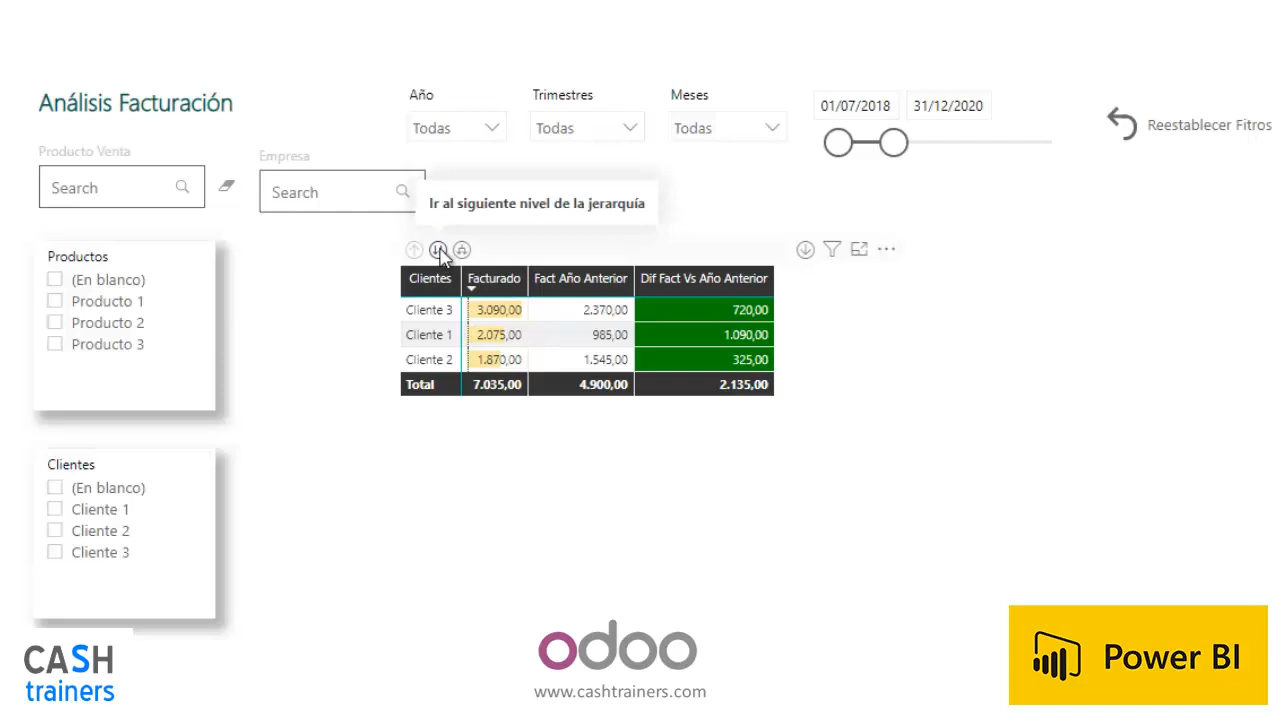 Análisis Facturación
Año
Trimestres
Meses
01/07/2018
31/12/2020
Todas
Todas
Todas
Reestablecer Fitros
Producto Venta
Empresa
Search
Search
Ir al siguiente nivel de la jerarquía
Productos
(En blanco)
Producto 1
Producto 2
Producto 3
Clientes Facturado Fact Año Anterior Dif Fact Vs Año Anterior
Cliente 3 3.090,00 2.370,00 720,00
Cliente 1 2.075,00 985,00 1.090,00
Cliente 2 1.870,00 1.545,00 325,00
Total 7.035,00 4.900,00 2.135,00
Clientes
(En blanco)
Cliente 1
Cliente 2
Cliente 3
CASH
trainers
odoo
www.cashtrainers.com
Power BI